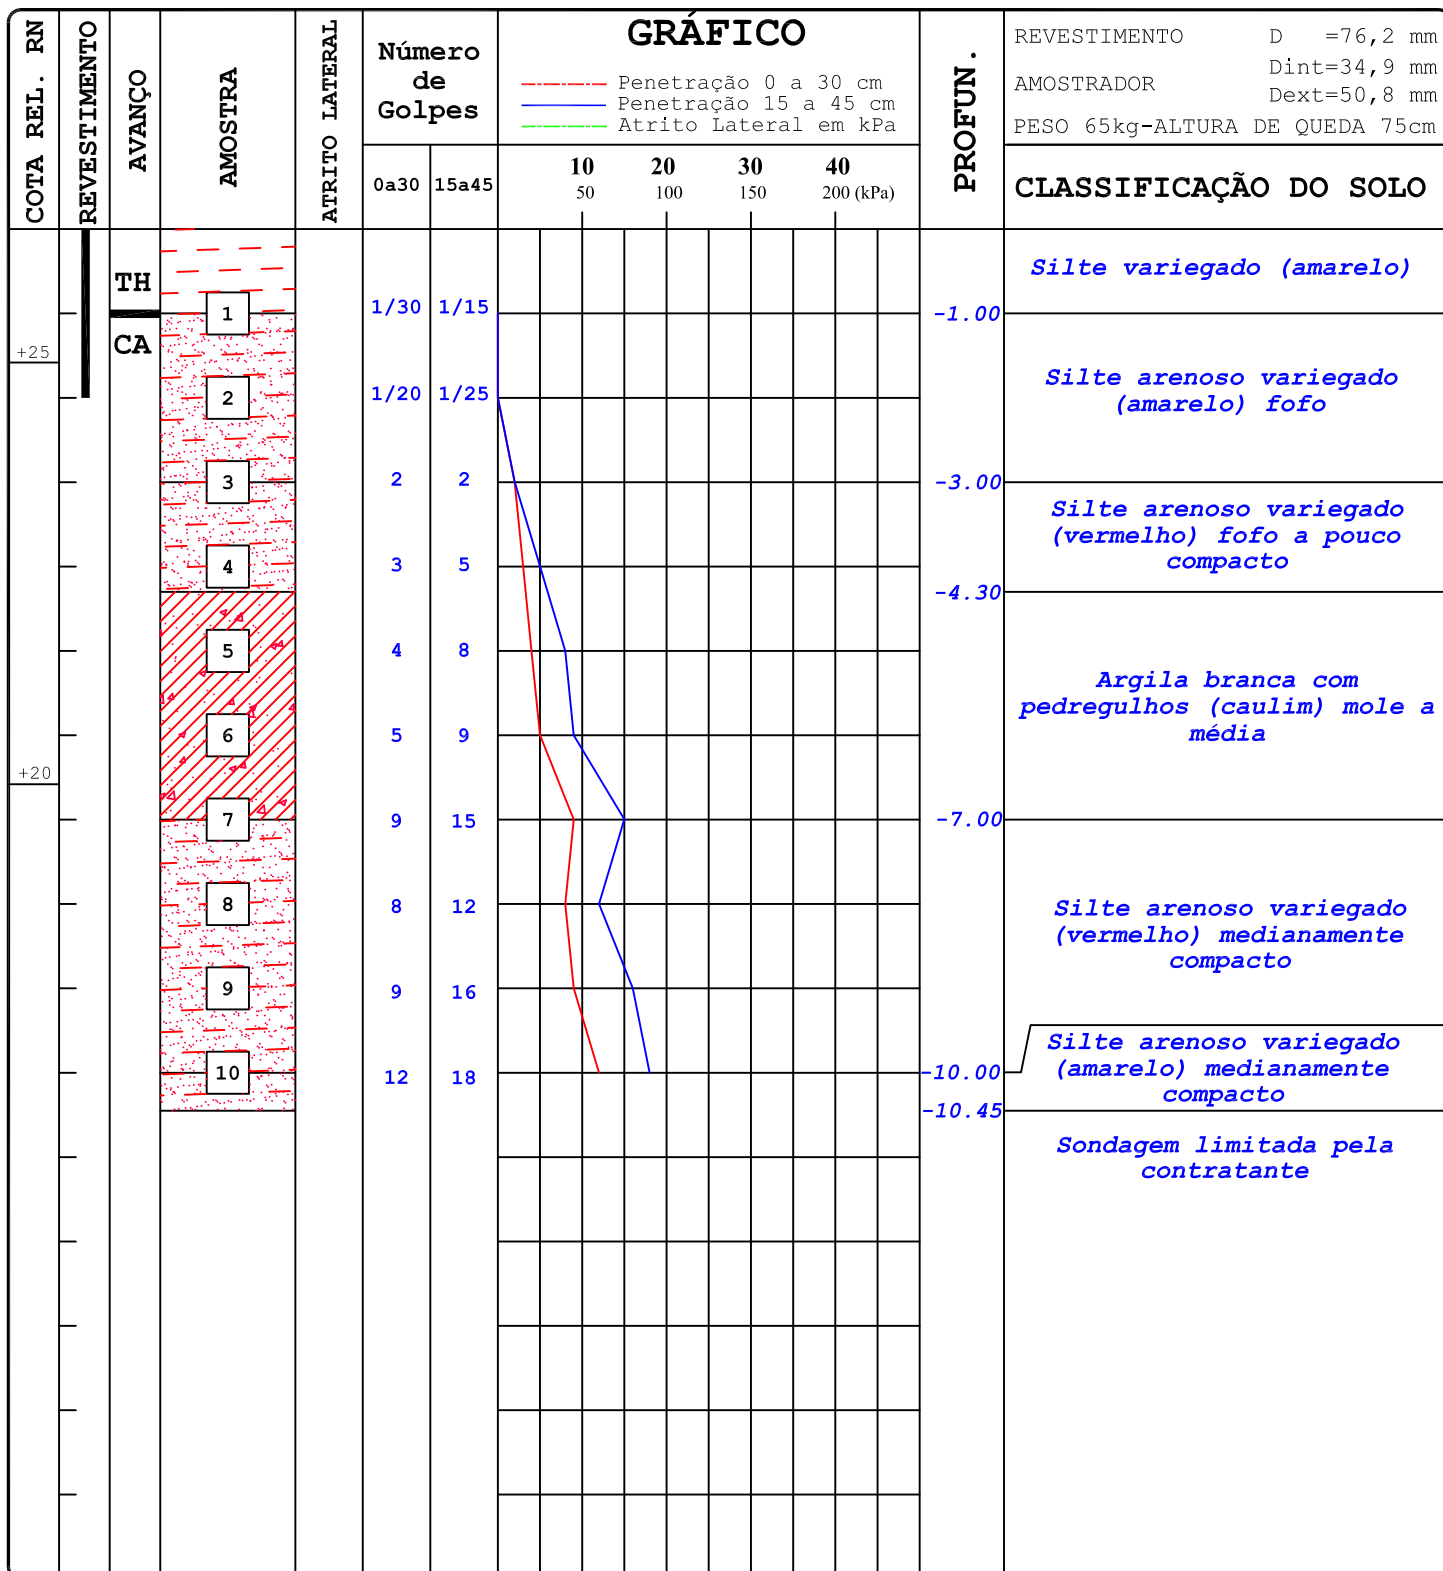 COTA REL. RN
REVESTIMENTO
AVANÇO
AMOSTRA
ATRITO LATERAL
Número
de
Golpes
0a30 15a45
GRÁFICO
Penetração 0 a 30 cm
Penetração 15 a 45 cm
Atrito Lateral em kPa
10 20 30 40
50 100 150 200 (kPa)
PROFUN.
REVESTIMENTO D =76,2 mm
AMOSTRADOR Dint=34,9 mm
Dext=50,8 mm
PESO 65kg-ALTURA DE QUEDA 75cm
CLASSIFICAÇÃO DO SOLO
Silte variegado (amarelo)
TH
1 1/30 1/15 -1.00
CA
+25
Silte arenoso variegado
(amarelo) fofo
2 1/20 1/25
3 2 2 -3.00
Silte arenoso variegado
(vermelho) fofo a pouco
compacto
4 3 5
-4.30
5 4 8
Argila branca com
pedregulhos (caulim) mole a
média
6 5 9
+20
7 9 15 -7.00
8 8 12
Silte arenoso variegado
(vermelho) medianamente
compacto
9 9 16
Silte arenoso variegado
(amarelo) medianamente
compacto
10 12 18 -10.00
-10.45
Sondagem limitada pela
contratante